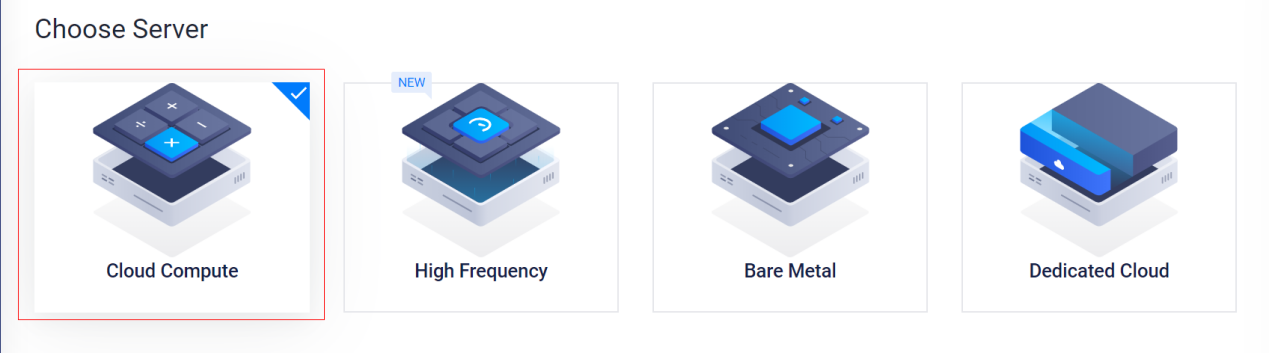 Choose Server
NEW
Cloud Compute
High Frequency
Bare Metal
Dedicated Cloud